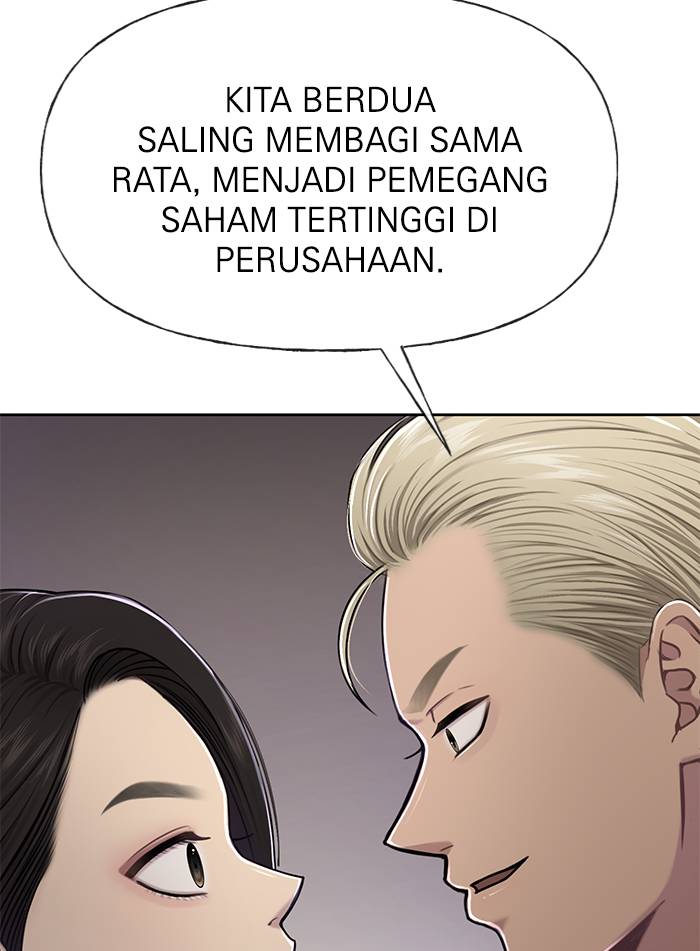 KITA BERDUA
SALING MEMBAGI SAMA
RATA, MENJADI PEMEGANG
SAHAM TERTINGGI DI
PERUSAHAAN.